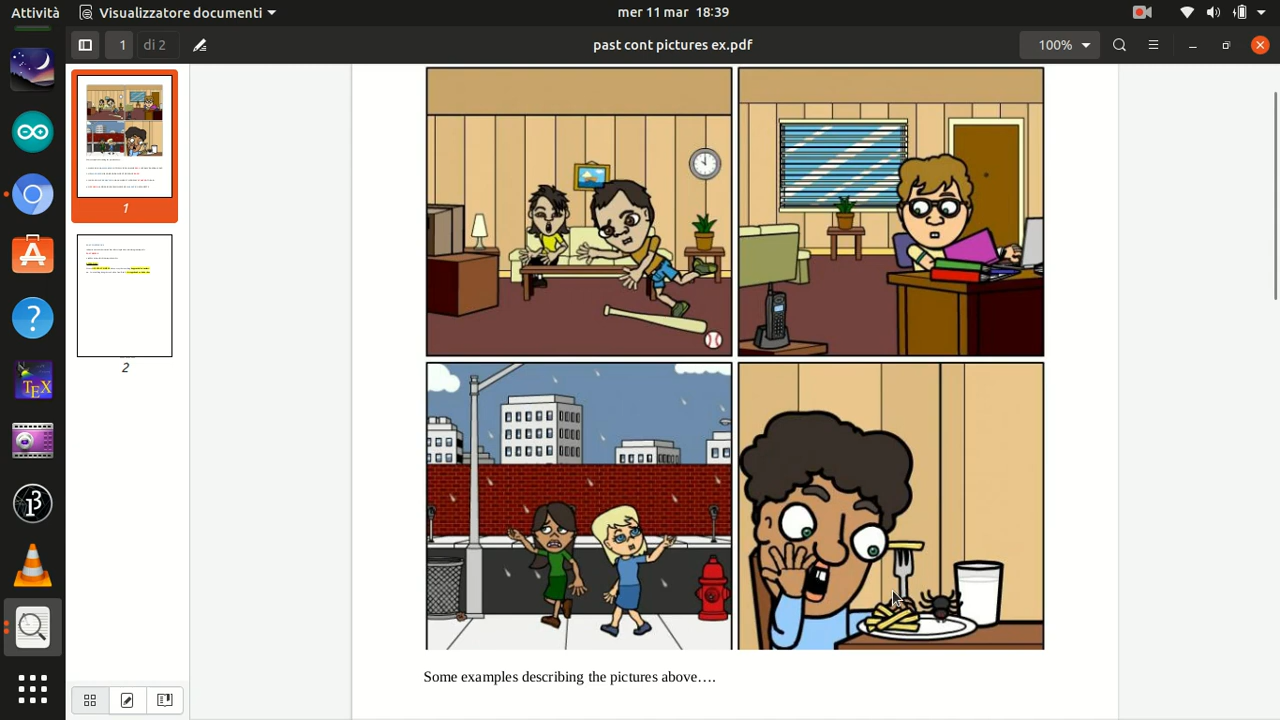 Attività
Visualizzatore documenti
mer 11 mar 18:39
1
di 2
past cont pictures ex.pdf
100%
1
2
?
TEX
Some examples describing the pictures above….